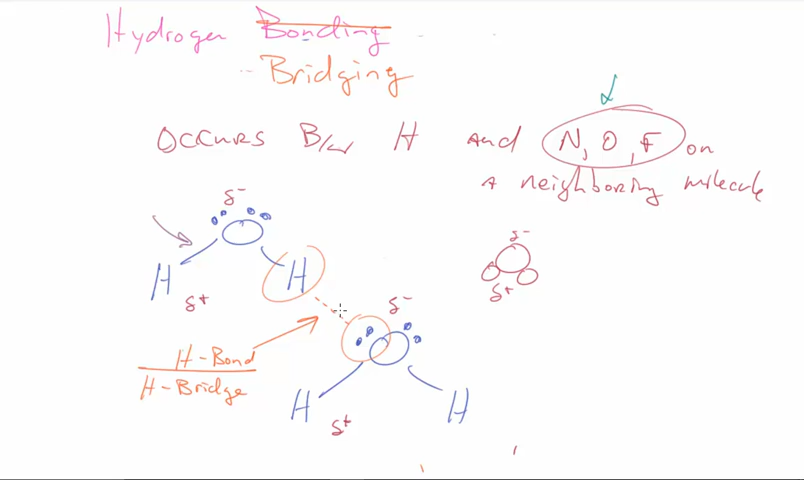 Hydrogen Bonding
Bridging
Occurs B/w H and N, O, F on
a neighboring molecule
δ-
H
H
δ+
δ-
δ+
δ-
H-Bond
H-Bridge
H
H
δ+